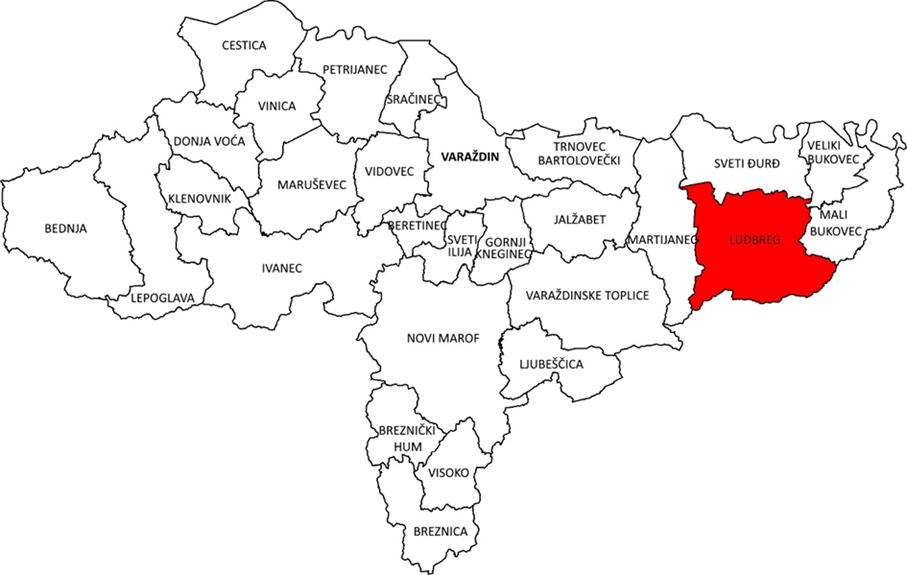 CESTICA
PETRIJANEC
SRAČINEC
VINICA
DONJA VOĆA
VARAŽDIN
TRNOVEC
BARTOLOVEČKI
SVETI ĐURĐ
VELIKI
BUKOVEC
VIDOVEC
MARUŠEVEC
KLENOVNIK
BEDNJA
BERETINEC
SVETI
ILIJA
GORNJI
KNEGINEC
JALŽABET
MARTIJANEC
LUDBREG
MALI
BUKOVEC
IVANEC
LEPOGLAVA
VARAŽDINSKE TOPLICE
NOVI MAROF
LJUBEŠČICA
BREZNIČKI
HUM
VISOKO
BREZNICA